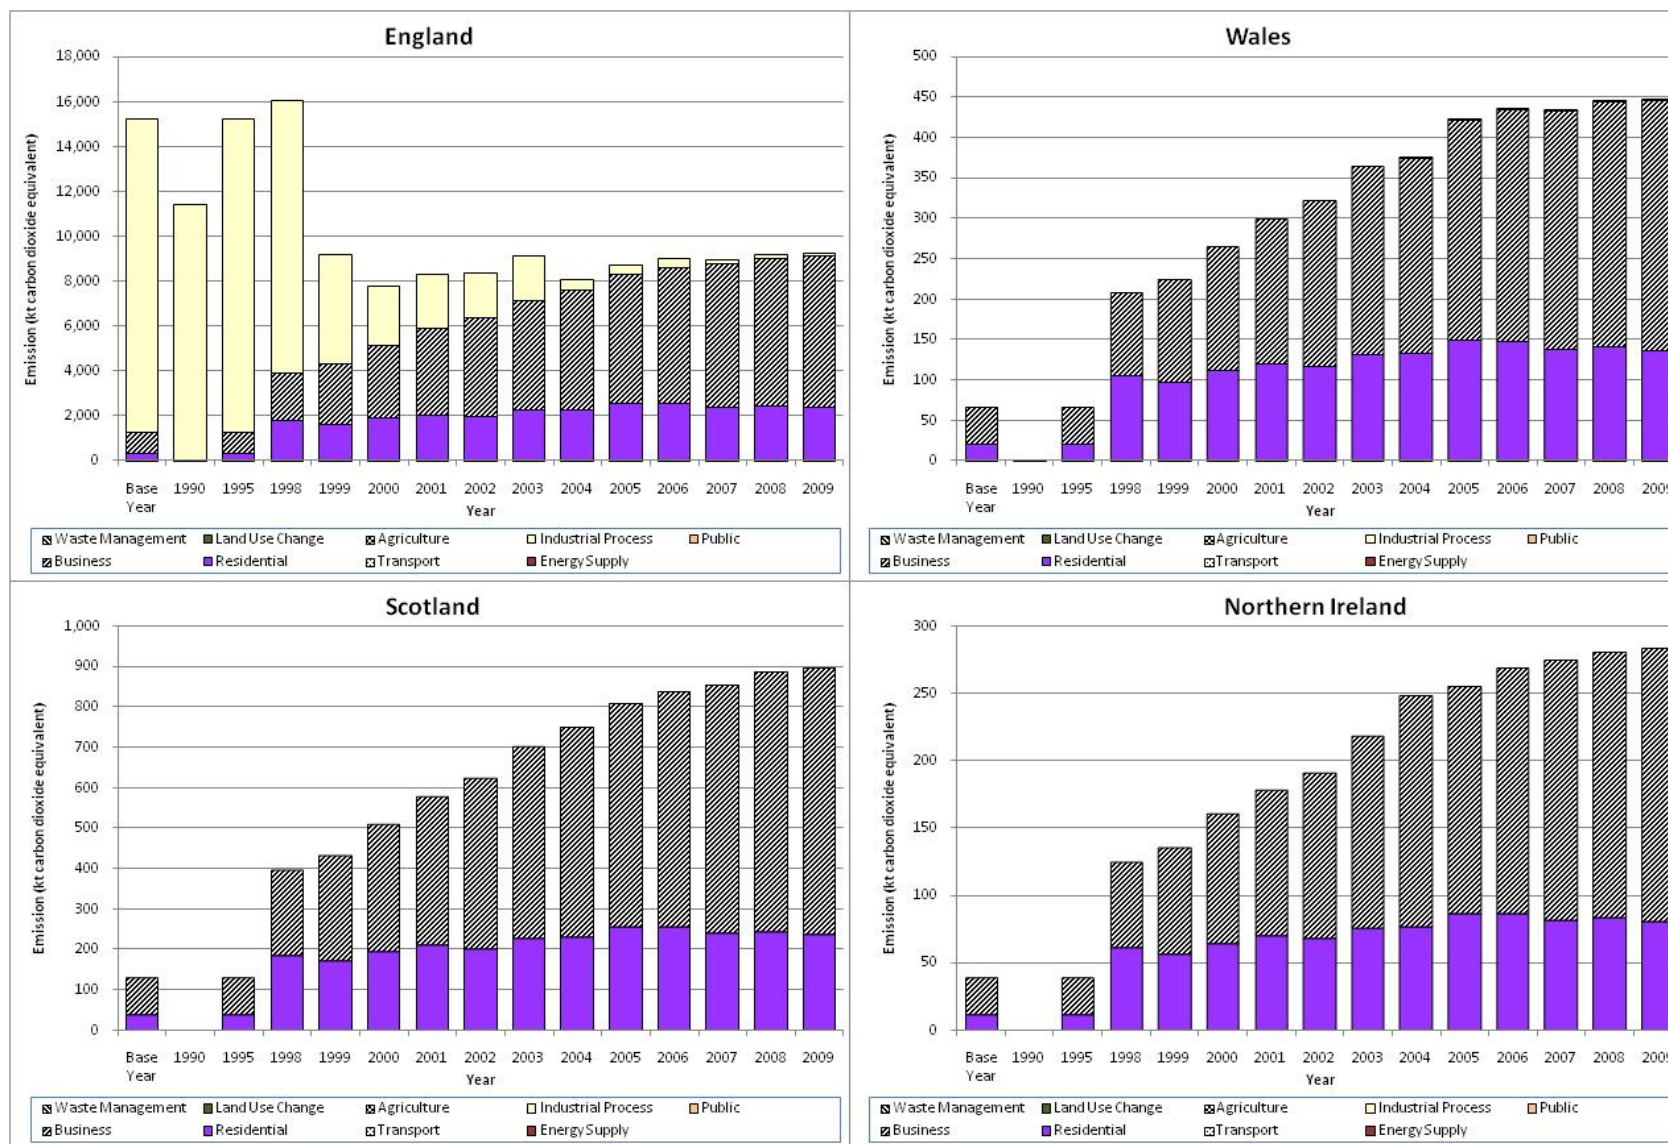 England
18,000
16,000
14,000
12,000
10,000
8,000
6,000
4,000
2,000
0
Emission (kt carbon dioxide equivalent)
Base Year 1990 1995 1998 1999 2000 2001 2002 2003 2004 2005 2006 2007 2008 2009
Year
Waste Management Land Use Change Agriculture Industrial Process Public
Business Residential Transport Energy Supply
Wales
500
450
400
350
300
250
200
150
100
50
0
Emission (kt carbon dioxide equivalent)
Base Year 1990 1995 1998 1999 2000 2001 2002 2003 2004 2005 2006 2007 2008 2009
Year
Waste Management Land Use Change Agriculture Industrial Process Public
Business Residential Transport Energy Supply
Scotland
1,000
900
800
700
600
500
400
300
200
100
0
Emission (kt carbon dioxide equivalent)
Base Year 1990 1995 1998 1999 2000 2001 2002 2003 2004 2005 2006 2007 2008 2009
Year
Waste Management Land Use Change Agriculture Industrial Process Public
Business Residential Transport Energy Supply
Northern Ireland
300
250
200
150
100
50
0
Emission (kt carbon dioxide equivalent)
Base Year 1990 1995 1998 1999 2000 2001 2002 2003 2004 2005 2006 2007 2008 2009
Year
Waste Management Land Use Change Agriculture Industrial Process Public
Business Residential Transport Energy Supply